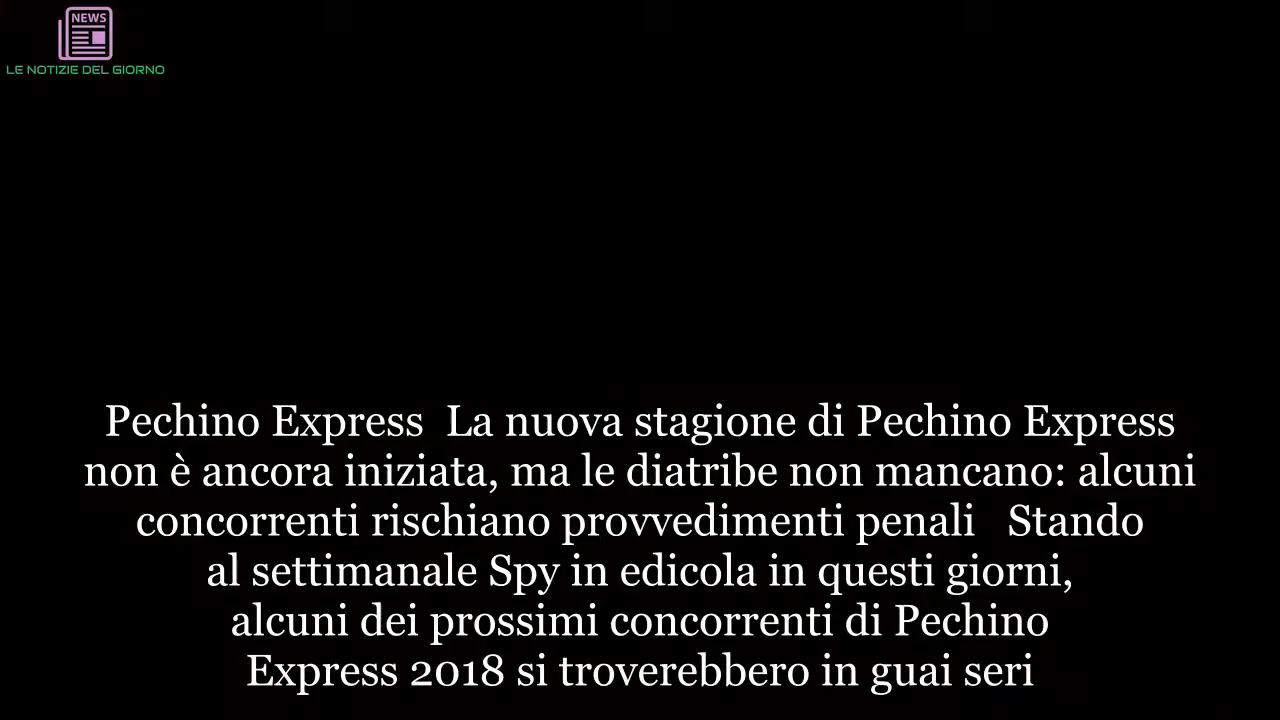 NEWS
LE NOTIZIE DEL GIORNO
Pechino Express  La nuova stagione di Pechino Express
non è ancora iniziata, ma le diatribe non mancano: alcuni
concorrenti rischiano provvedimenti penali   Stando
al settimanale Spy in edicola in questi giorni,
alcuni dei prossimi concorrenti di Pechino
Express 2018 si troverebbero in guai seri